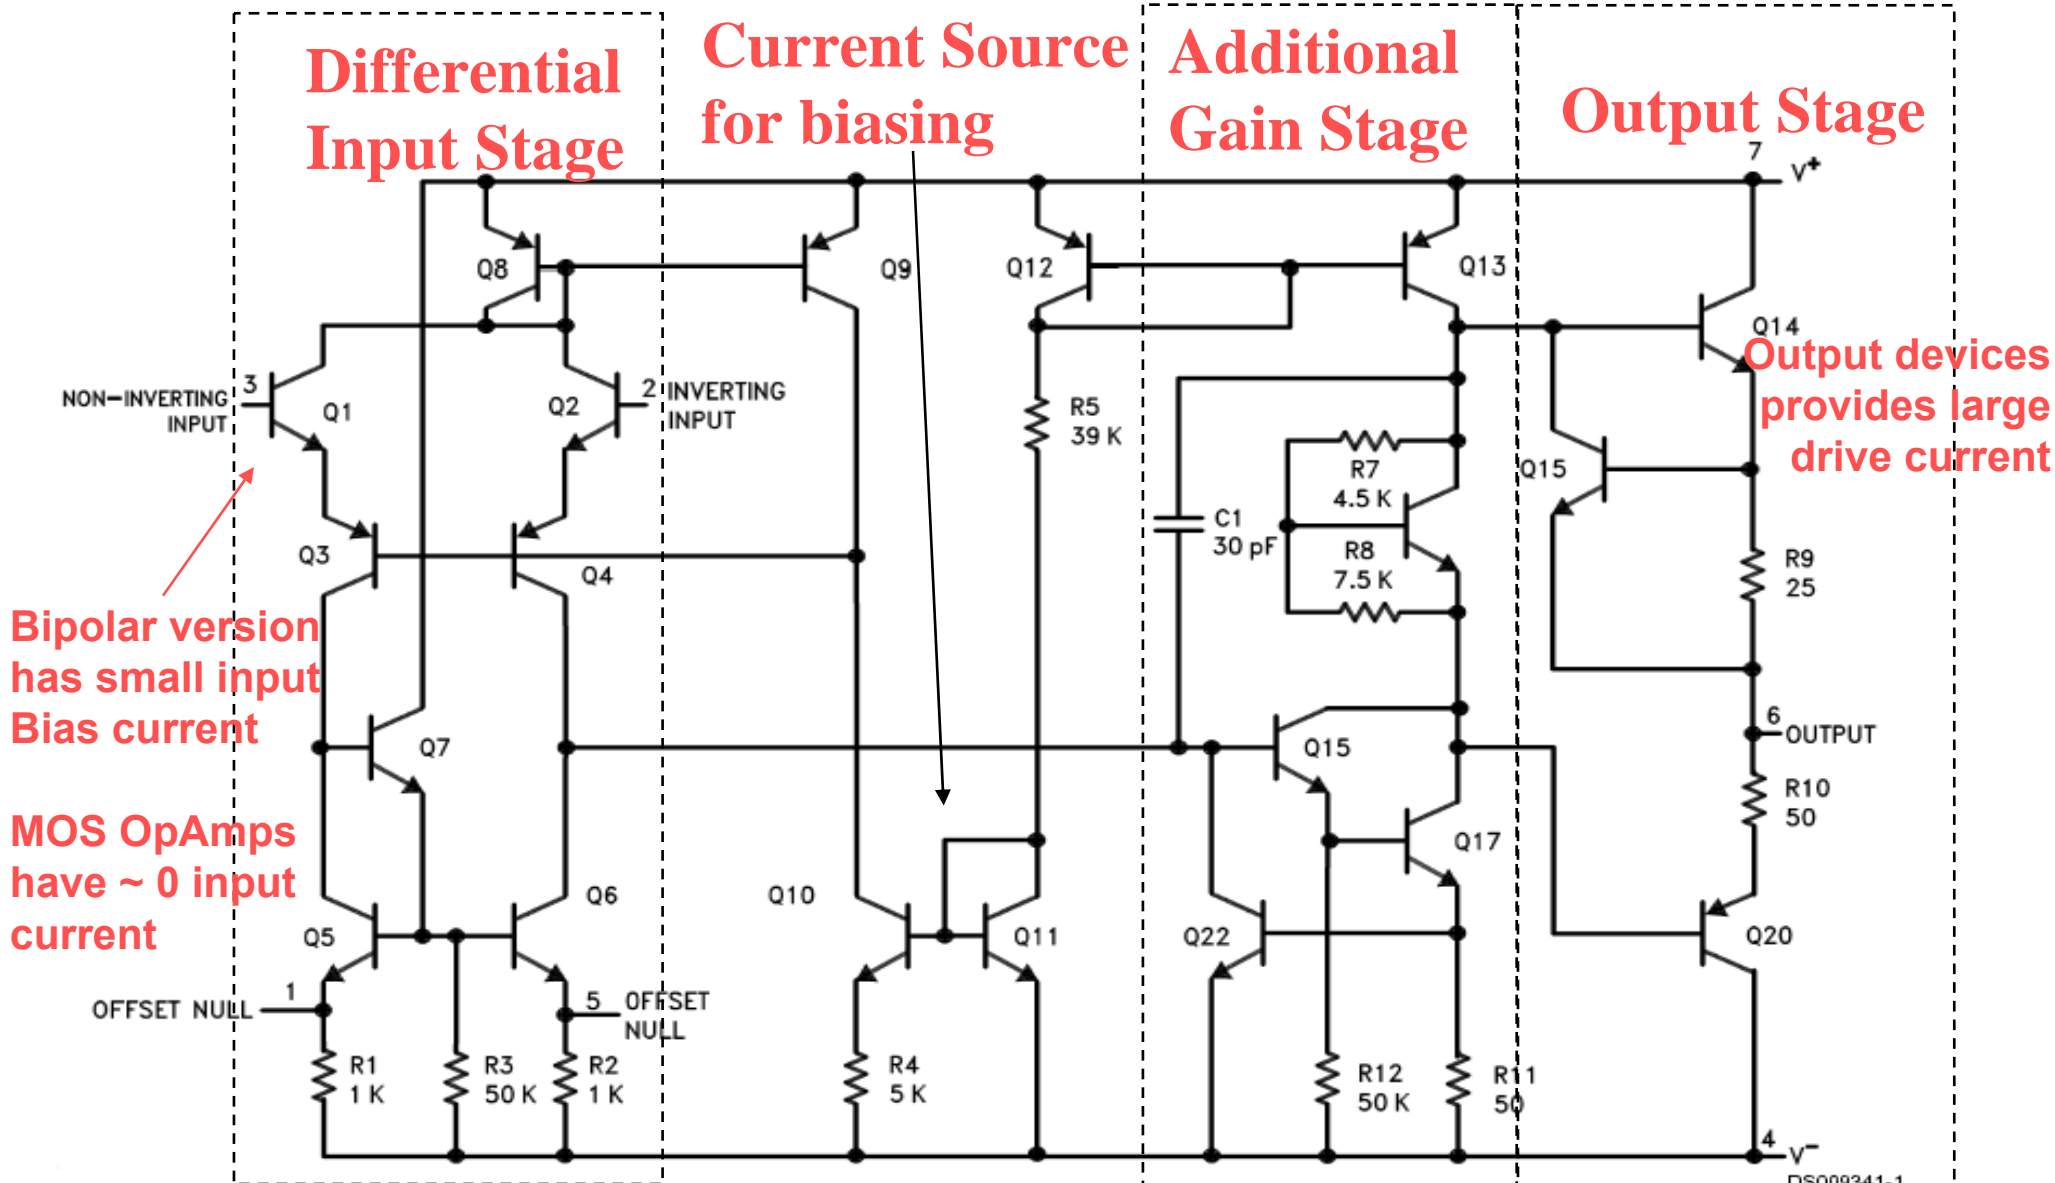 Differential
Input Stage
Current Source
for biasing
Additional
Gain Stage
Output Stage
7
V+
Q8
Q9
Q12
Q13
Q14
Output devices
provides large
drive current
NON-INVERTING
INPUT
3
Q1
Q2
2
INVERTING
INPUT
R5
39 K
R7
4.5 K
Q15
C1
30 pF
R8
7.5 K
R9
25
Q3
Q4
Bipolar version
has small input
Bias current
Q7
Q15
6
OUTPUT
R10
50
MOS OpAmps
have ~ 0 input
current
Q17
Q5
Q6
Q10
Q11
Q22
Q20
OFFSET NULL
1
5
OFFSET
NULL
R1
1 K
R3
50 K
R2
1 K
R4
5 K
R12
50 K
R11
50
4
V−
DS009341-1